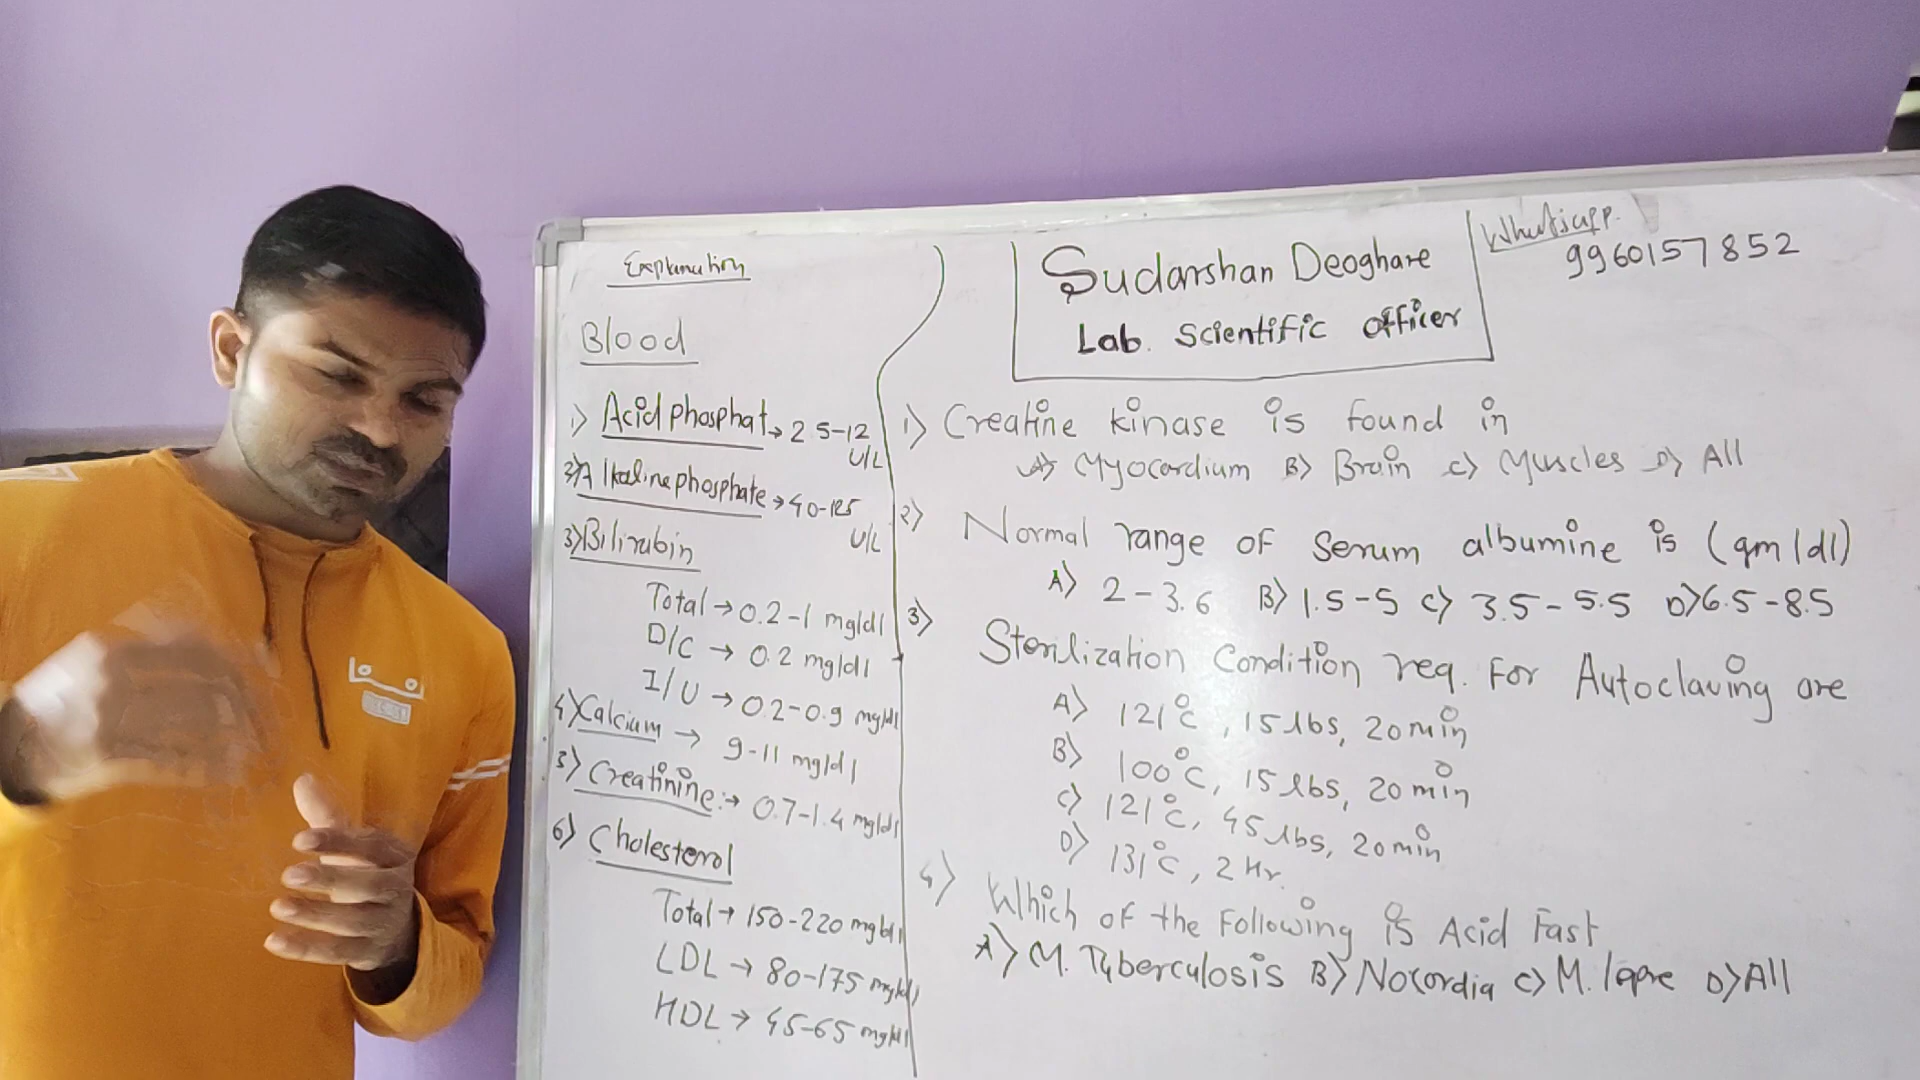 Explanation
Blood
1) Acid phosphat → 2.5-12
U/L
2) Alkaline phosphate → 40-125
U/L
3) Bilirubin
Total → 0.2-1 mg/dl
D/C → 0.2 mg/dl
I/U → 0.2-0.9 mg/dl
4) Calcium → 9-11 mg/dl
5) Creatinine :→ 0.7-1.4 mg/dl
6) Cholesterol
Total → 150-220 mg/dl
LDL → 80-175 mg/dl
HDL → 45-65 mg/dl
Sudarshan Deoghare
Lab. Scientific Officer
Whatsapp.
9960157852
1) Creatine kinase is found in
A) Myocardium B) Brain C) Muscles D) All
2) Normal range of Serum albumine is (gm/dl)
A) 2-3.6 B) 1.5-5 C) 3.5-5.5 D) 6.5-8.5
3) Sterilization Condition req. For Autoclaving are
A) 121°c, 15 lbs, 20 min
B) 100°c, 15 lbs, 20 min
C) 121°c, 45 lbs, 20 min
D) 131°c, 2 Hr.
4) Which of the Following is Acid Fast
A) M. Tuberculosis B) Nocordia C) M. lepre D) All